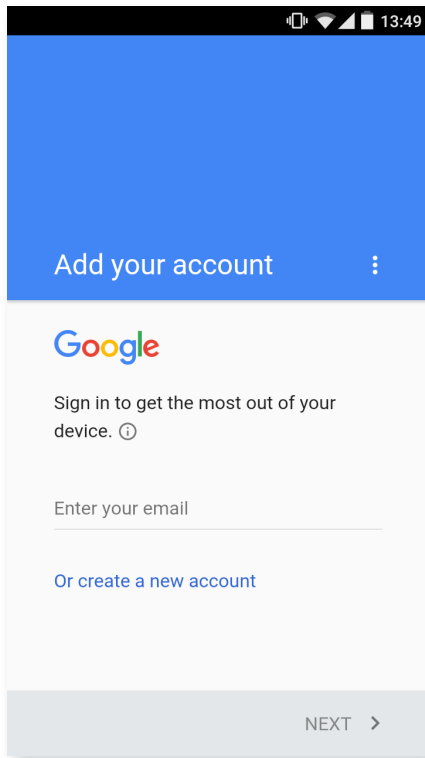 13:49
Add your account
Google
Sign in to get the most out of your
device.
Enter your email
Or create a new account
NEXT